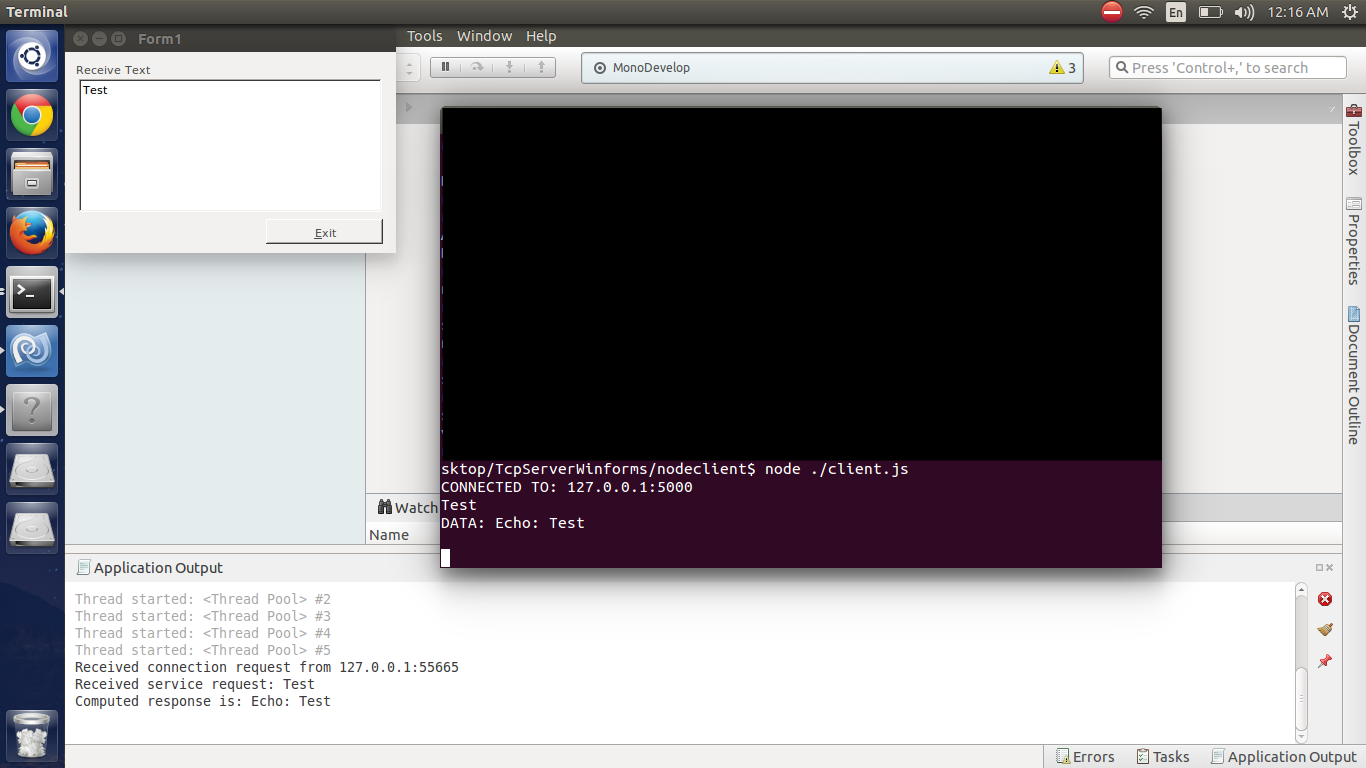 Terminal
En
12:16 AM
Form1
Tools Window Help
Receive Text
Test
Exit
MonoDevelop
3
Press 'Control+,' to search
Toolbox
Properties
Document Outline
sktop/TcpServerWinforms/nodeclient$ node ./client.js
CONNECTED TO: 127.0.0.1:5000
Test
DATA: Echo: Test
Watch
Name
Application Output
Thread started: <Thread Pool> #2
Thread started: <Thread Pool> #3
Thread started: <Thread Pool> #4
Thread started: <Thread Pool> #5
Received connection request from 127.0.0.1:55665
Received service request: Test
Computed response is: Echo: Test
Errors Tasks Application Output